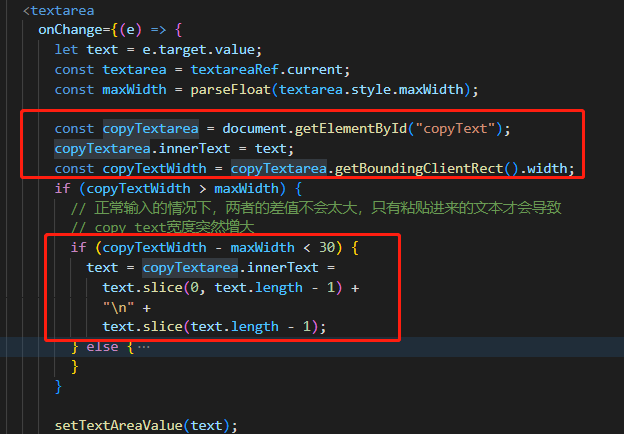 <textarea
onChange={(e) => {
let text = e.target.value;
const textarea = textareaRef.current;
const maxWidth = parseFloat(textarea.style.maxWidth);
const copyTextarea = document.getElementById("copyText");
copyTextarea.innerText = text;
const copyTextWidth = copyTextarea.getBoundingClientRect().width;
if (copyTextWidth > maxWidth) {
// 正常输入的情况下，两者的差值不会太大，只有粘贴进来的文本才会导致
// copy text宽度突然增大
if (copyTextWidth - maxWidth < 30) {
text = copyTextarea.innerText =
text.slice(0, text.length - 1) +
"\n" +
text.slice(text.length - 1);
} else {…
}
}
setTextAreaValue(text);